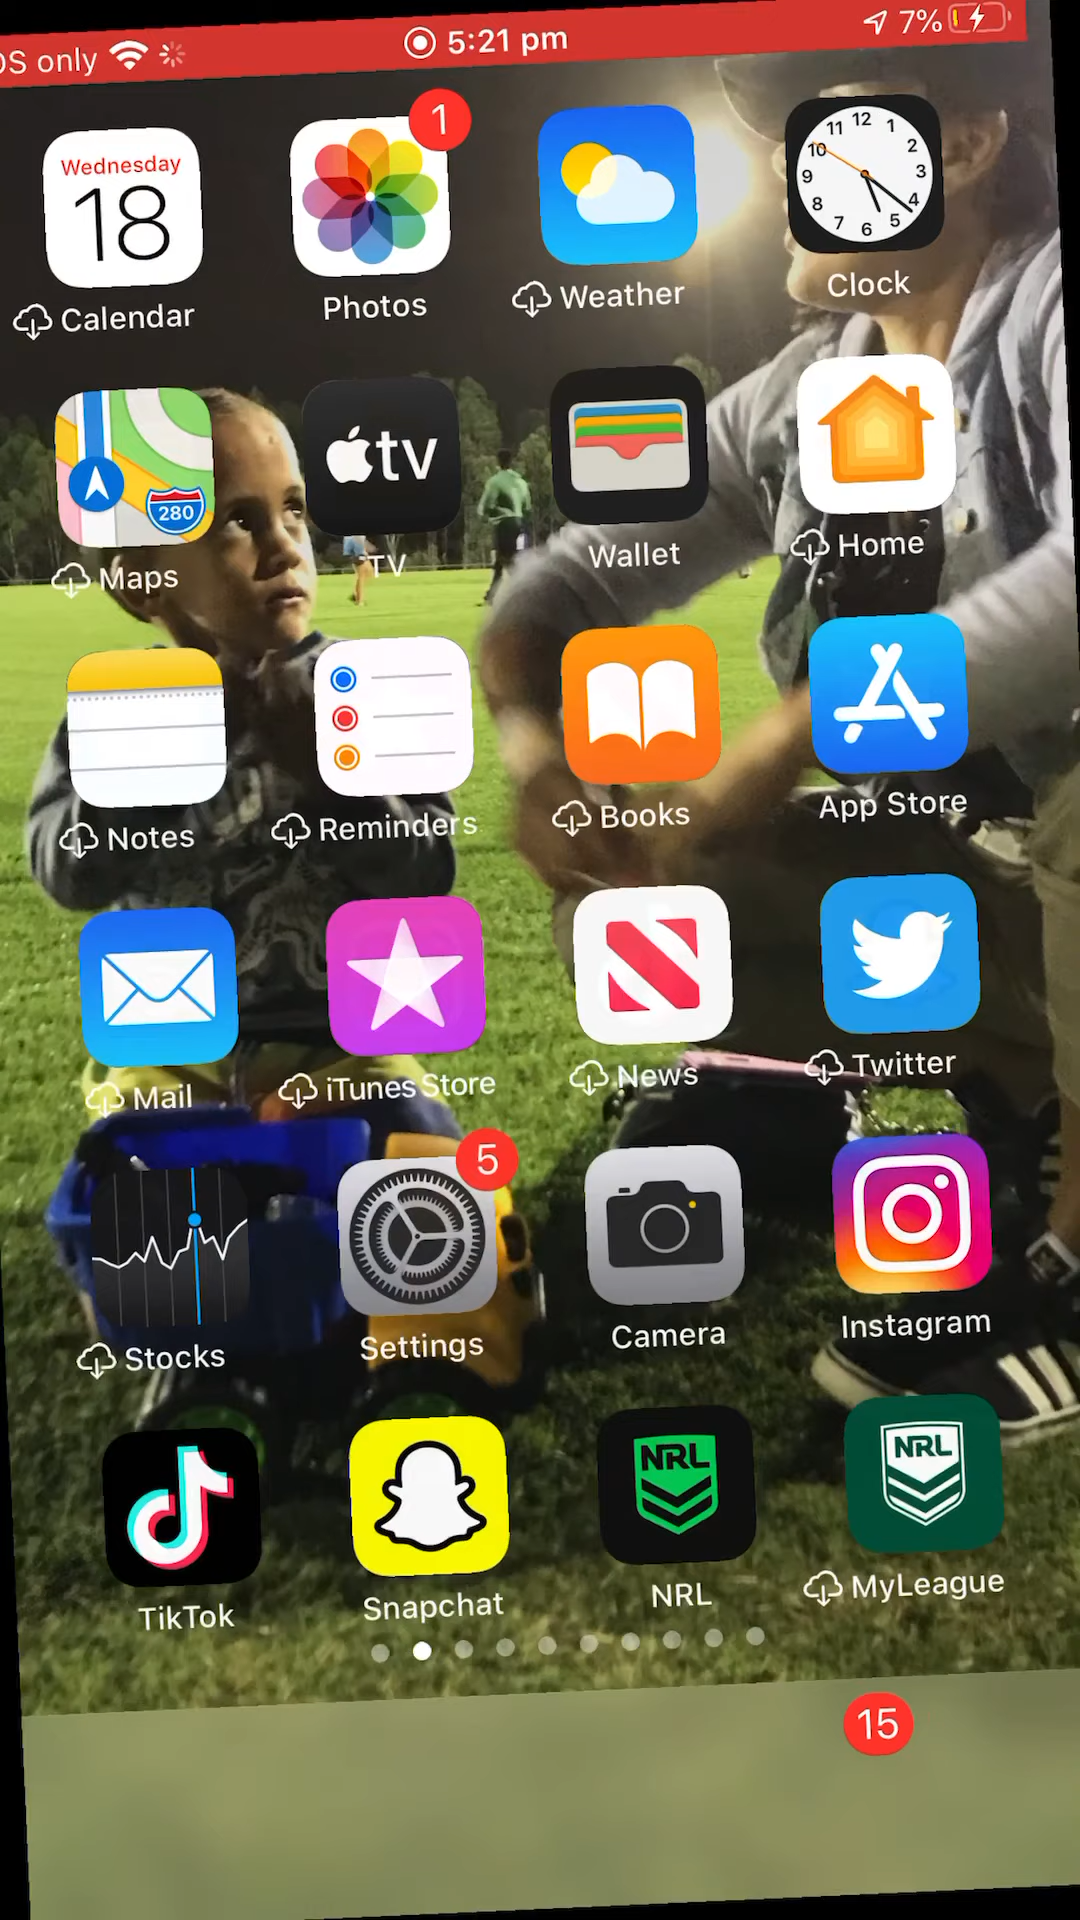 OS only
5:21 pm
7%
Wednesday
18
1
12
1
2
3
4
5
6
7
8
9
10
11
Calendar
Photos
Weather
Clock
280
tv
Maps
TV
Wallet
Home
Notes
Reminders
Books
App Store
Mail
iTunes Store
News
Twitter
5
Stocks
Settings
Camera
Instagram
NRL
NRL
TikTok
Snapchat
NRL
MyLeague
15